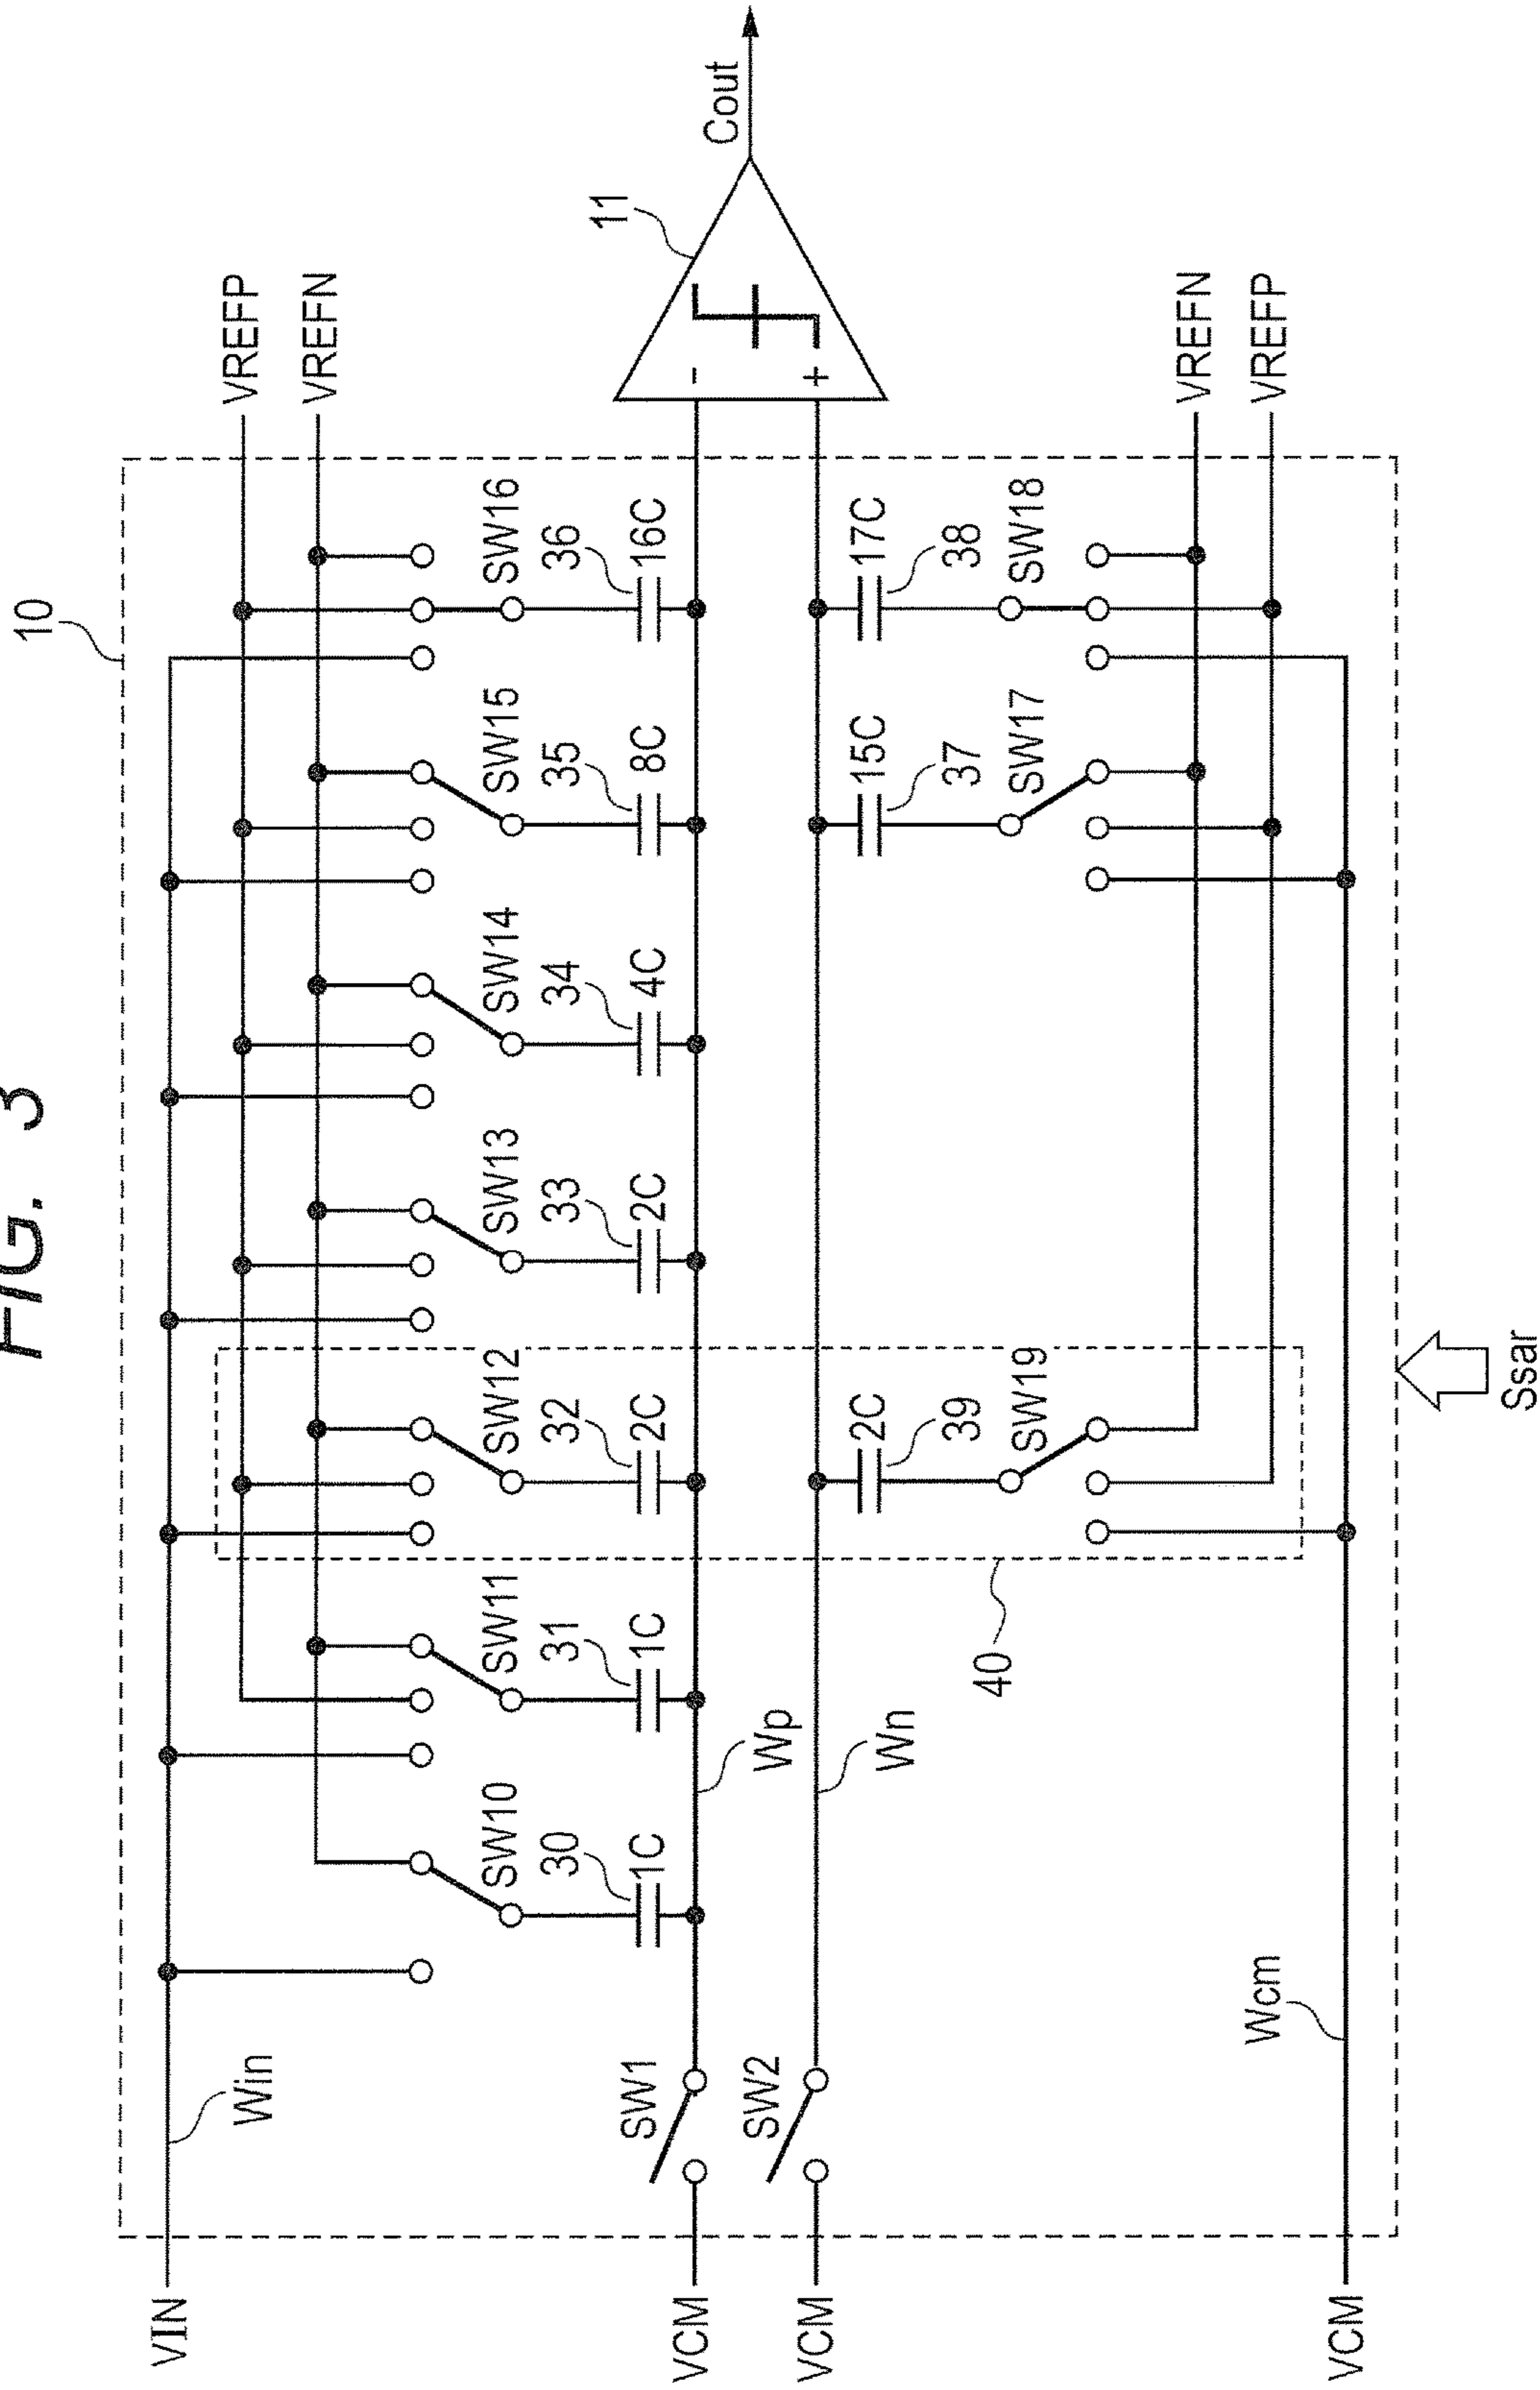 FIG. 3
10
VIN
Win
VREFP
VREFN
SW10
SW11
SW12
SW13
SW14
SW15
SW16
30
31
32
33
34
35
36
1C
1C
2C
2C
4C
8C
16C
11
Cout
-
+
VCM
SW1
Wp
VCM
SW2
Wn
2C
15C
17C
39
37
38
SW19
SW17
SW18
40
VREFN
VREFP
Wcm
VCM
Ssar